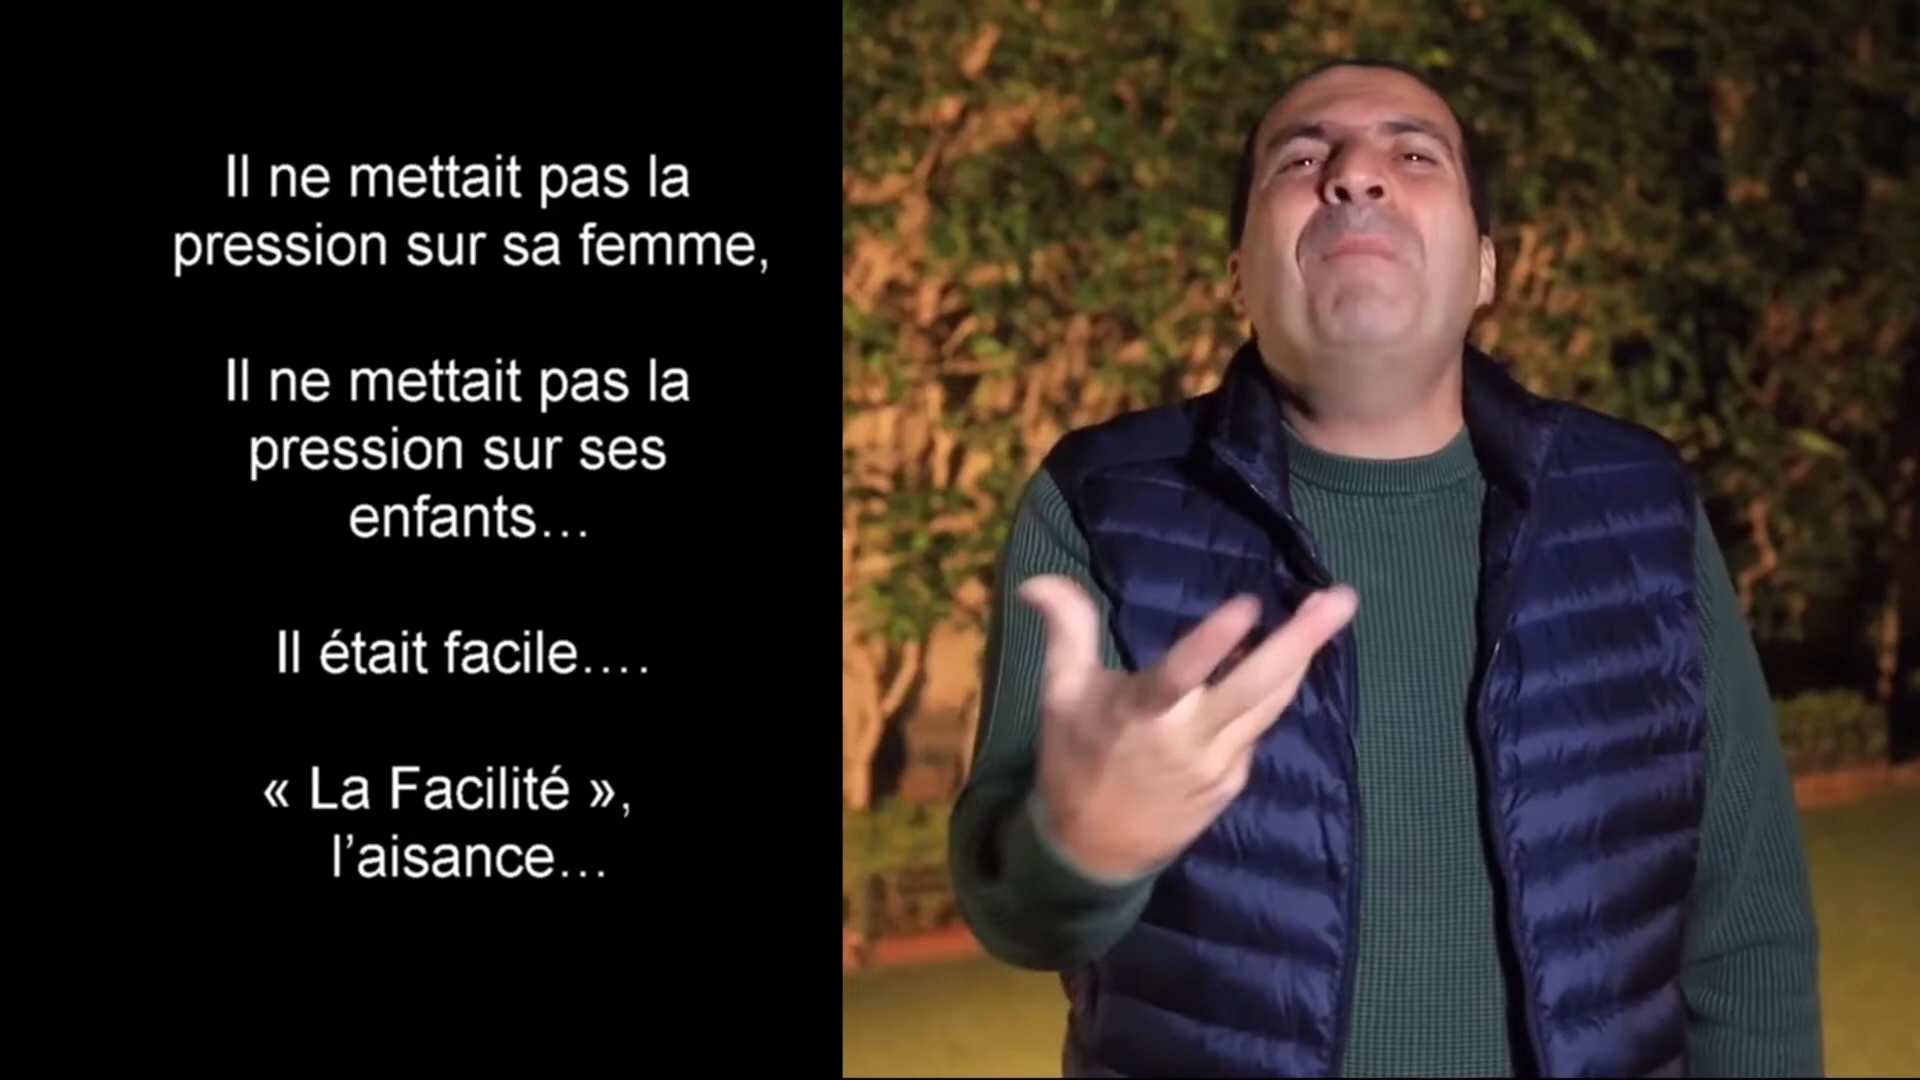 Il ne mettait pas la
pression sur sa femme,
Il ne mettait pas la
pression sur ses
enfants…
Il était facile….
« La Facilité »,
l’aisance…